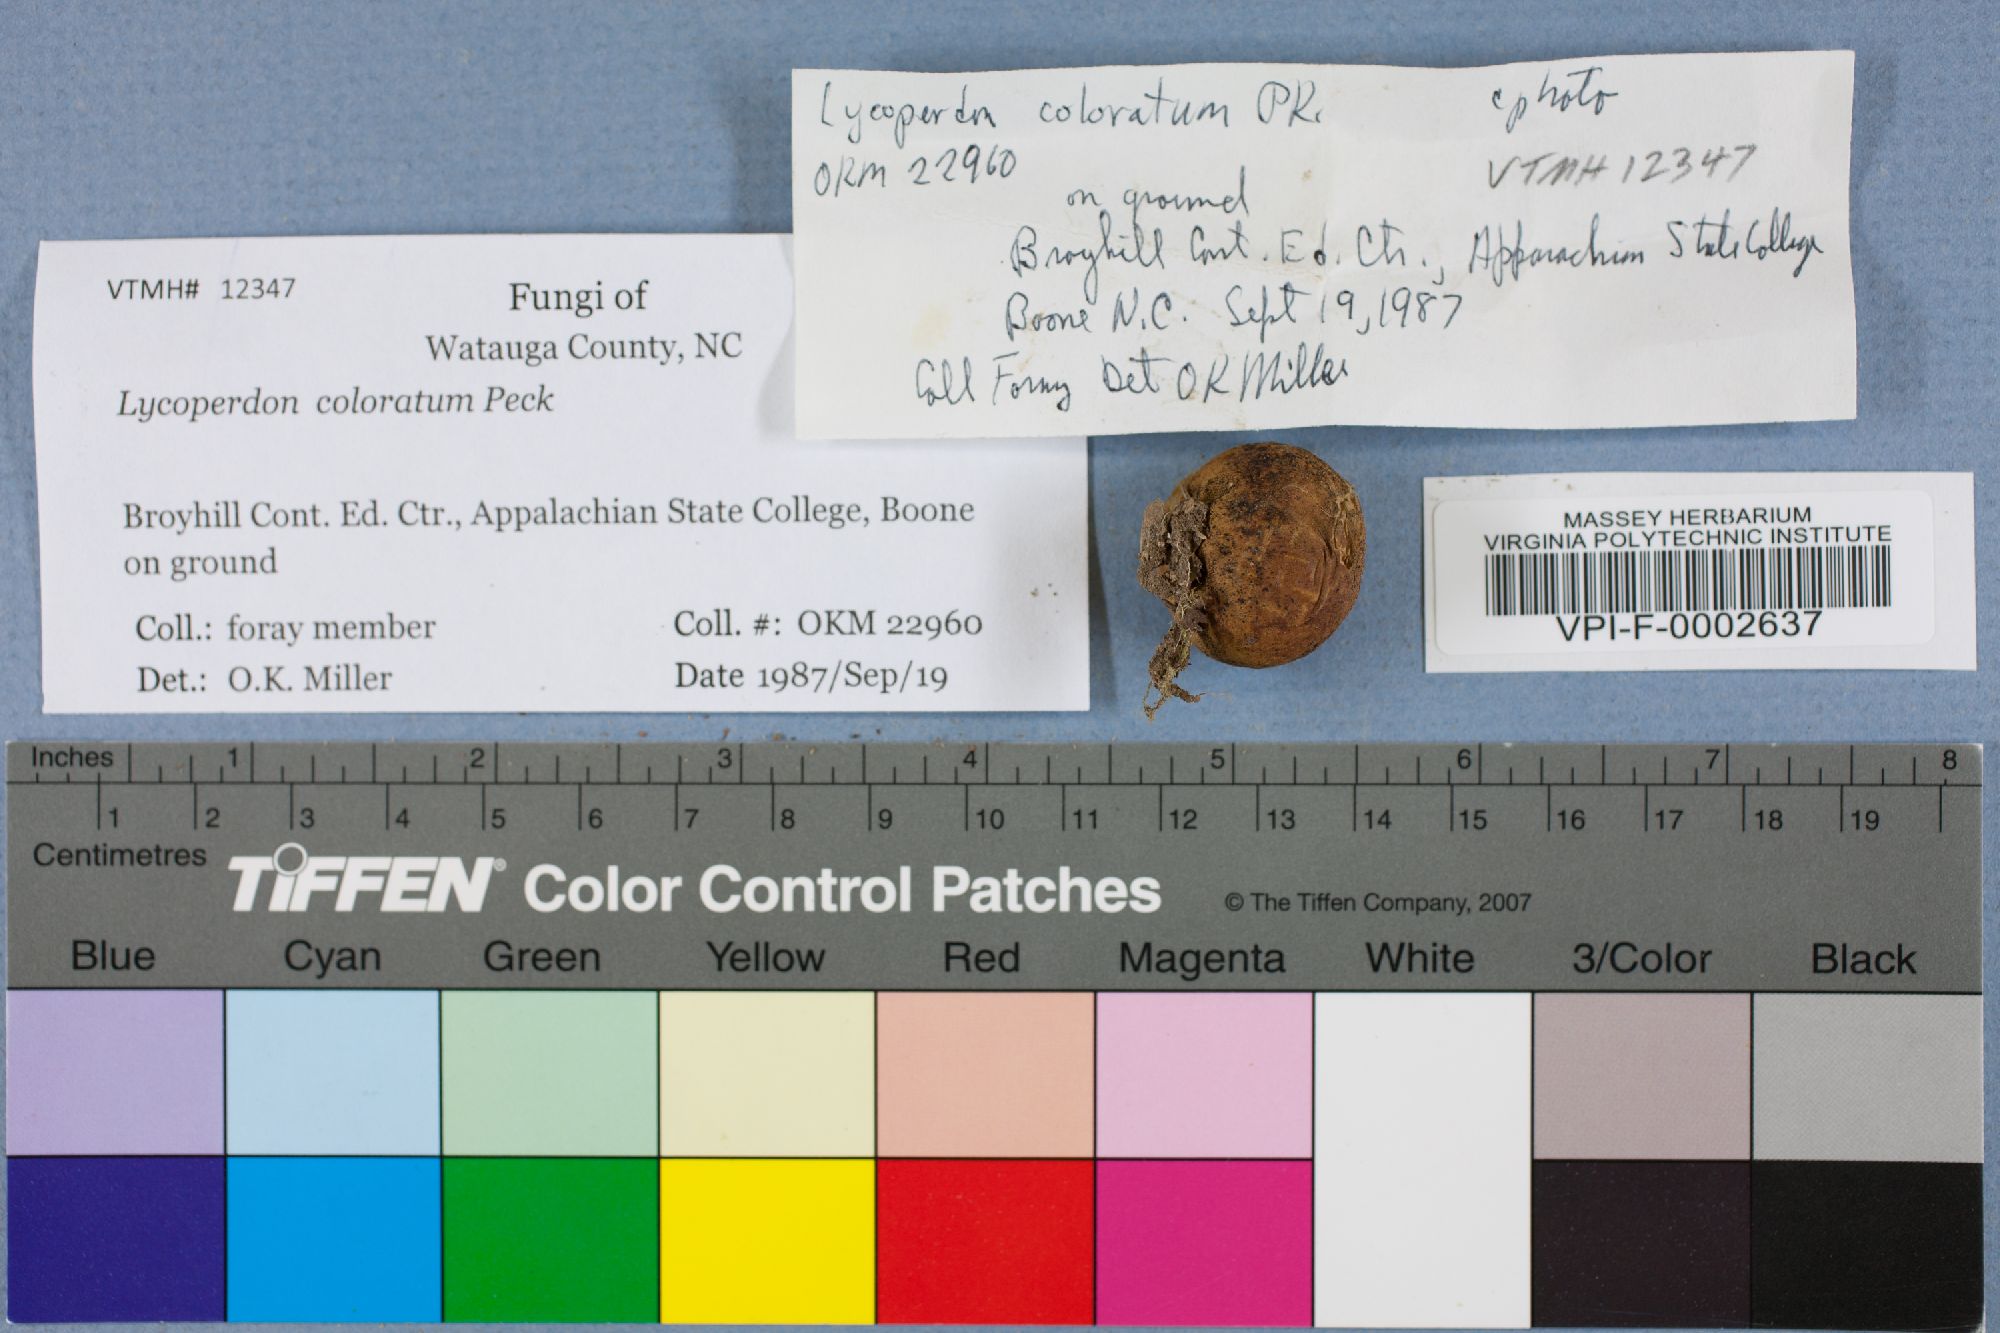 Lycoperdon coloratum PK. c photo
OKM 22960 VTMH 12347
on ground
Broyhill Cont. Ed. Ctr., Appalachian State College
Boone N.C. Sept 19, 1987
Coll Foray Det OK Miller
VTMH# 12347
Fungi of
Watauga County, NC
Lycoperdon coloratum Peck
Broyhill Cont. Ed. Ctr., Appalachian State College, Boone
on ground
Coll.: foray member Coll. #: OKM 22960
Det.: O.K. Miller Date 1987/Sep/19
MASSEY HERBARIUM
VIRGINIA POLYTECHNIC INSTITUTE
VPI-F-0002637
Inches 1 2 3 4 5 6 7 8
1 2 3 4 5 6 7 8 9 10 11 12 13 14 15 16 17 18 19
Centimetres
TIFFEN® Color Control Patches © The Tiffen Company, 2007
Blue Cyan Green Yellow Red Magenta White 3/Color Black